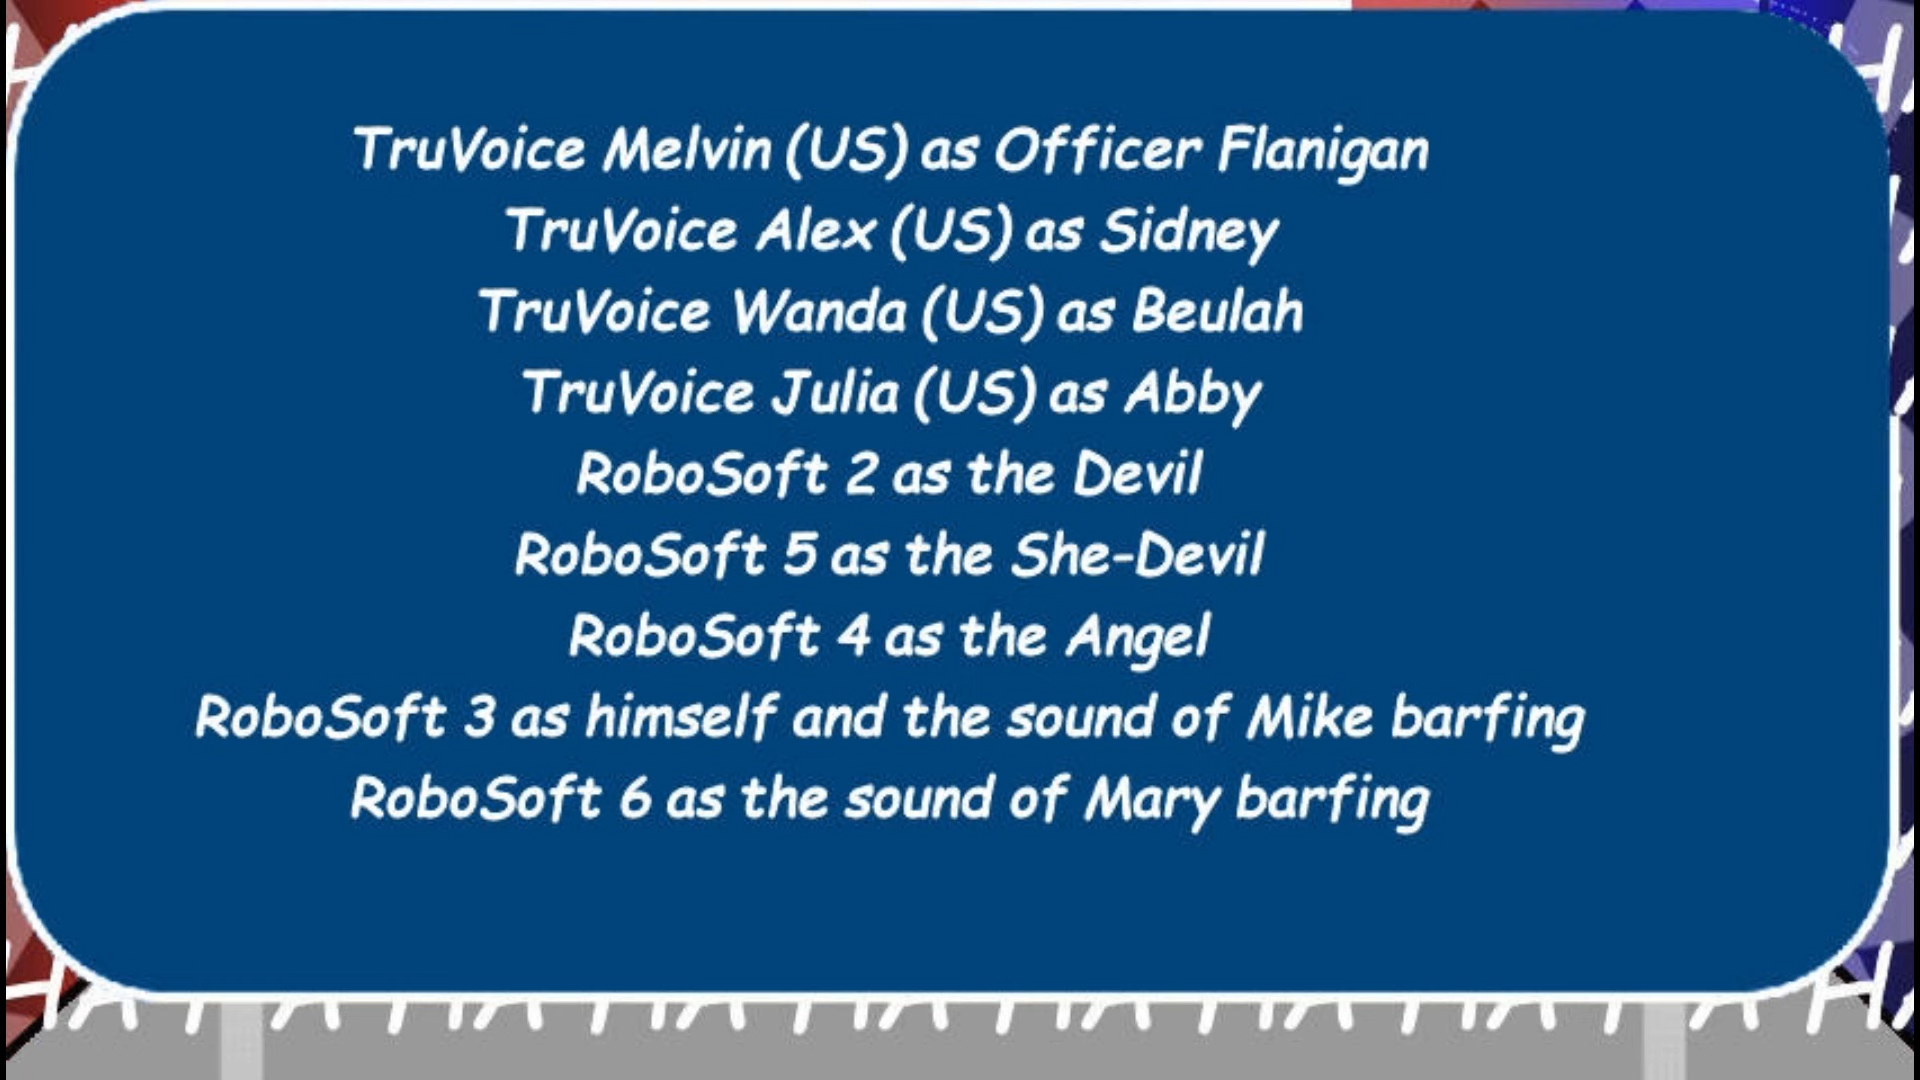 TruVoice Melvin (US) as Officer Flanigan
TruVoice Alex (US) as Sidney
TruVoice Wanda (US) as Beulah
TruVoice Julia (US) as Abby
RoboSoft 2 as the Devil
RoboSoft 5 as the She-Devil
RoboSoft 4 as the Angel
RoboSoft 3 as himself and the sound of Mike barfing
RoboSoft 6 as the sound of Mary barfing